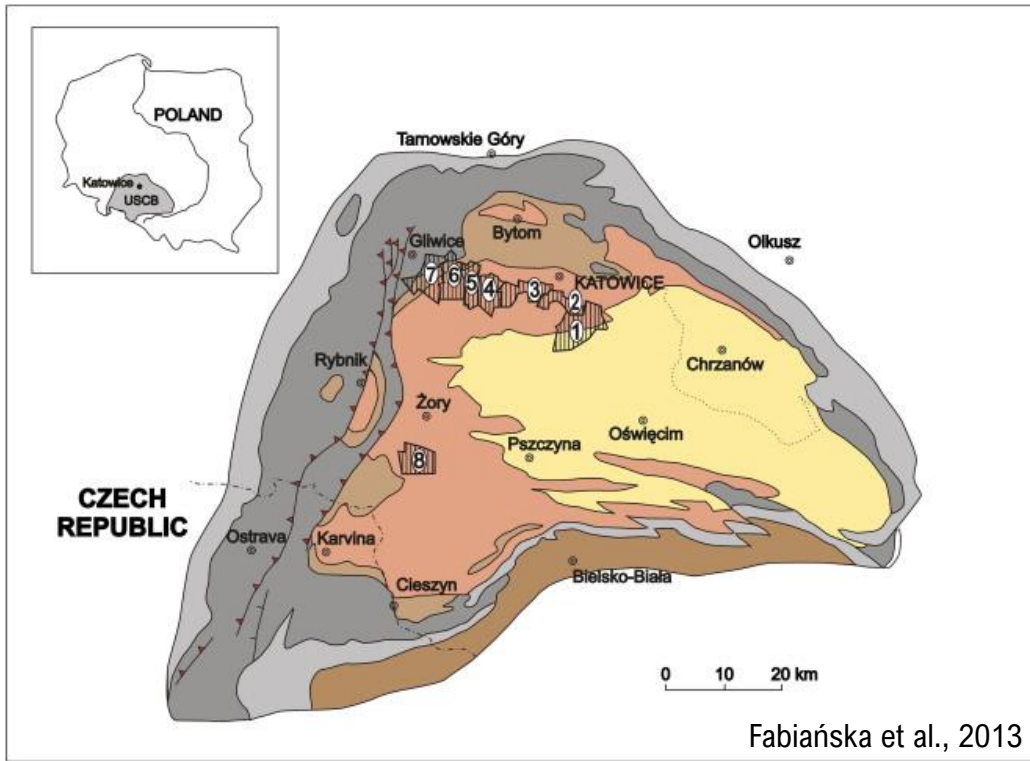 POLAND
Katowice
USCB
Tarnowskie Góry
Bytom
Olkusz
Gliwice
KATOWICE
7
6
5
4
3
2
1
Chrzanów
Rybnik
Żory
Oświęcim
Pszczyna
8
CZECH
REPUBLIC
Ostrava
Karvina
Bielsko-Biała
Cieszyn
0 10 20 km
Fabiańska et al., 2013